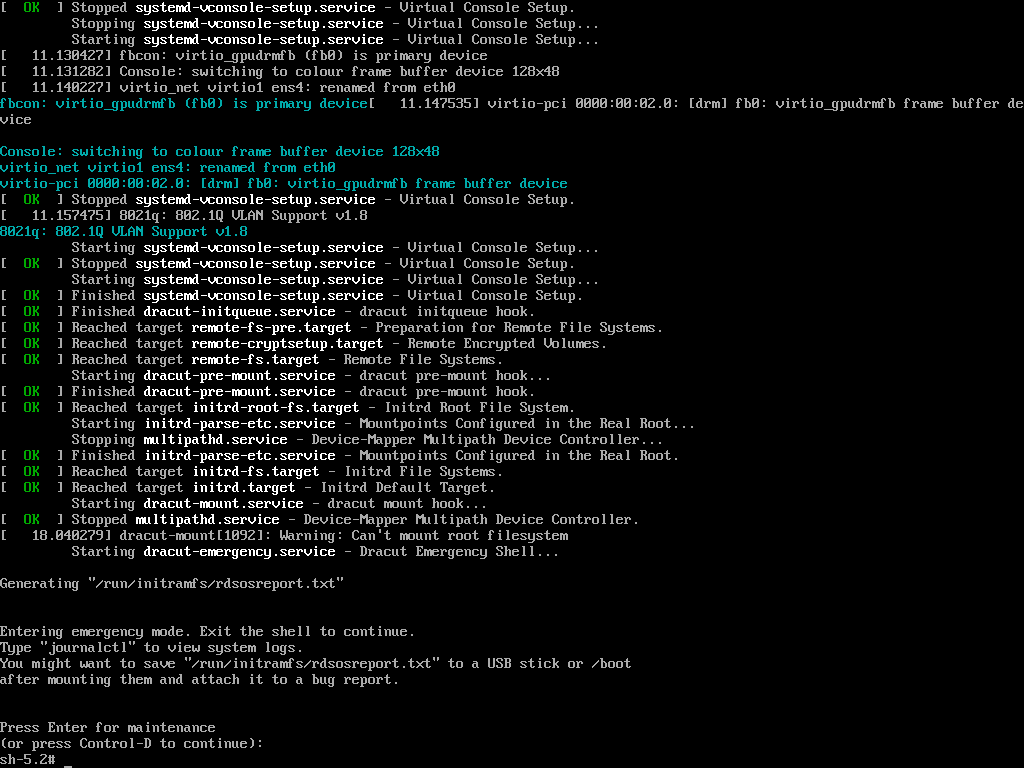 [  OK  ] Stopped systemd-vconsole-setup.service - Virtual Console Setup.
         Stopping systemd-vconsole-setup.service - Virtual Console Setup...
         Starting systemd-vconsole-setup.service - Virtual Console Setup...
[   11.130427] fbcon: virtio_gpudrmfb (fb0) is primary device
[   11.131282] Console: switching to colour frame buffer device 128x48
[   11.140227] virtio_net virtio1 ens4: renamed from eth0
fbcon: virtio_gpudrmfb (fb0) is primary device[   11.147535] virtio-pci 0000:00:02.0: [drm] fb0: virtio_gpudrmfb frame buffer de
vice
Console: switching to colour frame buffer device 128x48
virtio_net virtio1 ens4: renamed from eth0
virtio-pci 0000:00:02.0: [drm] fb0: virtio_gpudrmfb frame buffer device
[  OK  ] Stopped systemd-vconsole-setup.service - Virtual Console Setup.
[   11.157475] 8021q: 802.1Q VLAN Support v1.8
8021q: 802.1Q VLAN Support v1.8
         Starting systemd-vconsole-setup.service - Virtual Console Setup...
[  OK  ] Stopped systemd-vconsole-setup.service - Virtual Console Setup.
         Starting systemd-vconsole-setup.service - Virtual Console Setup...
[  OK  ] Finished systemd-vconsole-setup.service - Virtual Console Setup.
[  OK  ] Finished dracut-initqueue.service - dracut initqueue hook.
[  OK  ] Reached target remote-fs-pre.target - Preparation for Remote File Systems.
[  OK  ] Reached target remote-cryptsetup.target - Remote Encrypted Volumes.
[  OK  ] Reached target remote-fs.target - Remote File Systems.
         Starting dracut-pre-mount.service - dracut pre-mount hook...
[  OK  ] Finished dracut-pre-mount.service - dracut pre-mount hook.
[  OK  ] Reached target initrd-root-fs.target - Initrd Root File System.
         Starting initrd-parse-etc.service - Mountpoints Configured in the Real Root...
         Stopping multipathd.service - Device-Mapper Multipath Device Controller...
[  OK  ] Finished initrd-parse-etc.service - Mountpoints Configured in the Real Root.
[  OK  ] Reached target initrd-fs.target - Initrd File Systems.
[  OK  ] Reached target initrd.target - Initrd Default Target.
         Starting dracut-mount.service - dracut mount hook...
[  OK  ] Stopped multipathd.service - Device-Mapper Multipath Device Controller.
[   18.040279] dracut-mount[1092]: Warning: Can't mount root filesystem
         Starting dracut-emergency.service - Dracut Emergency Shell...
Generating "/run/initramfs/rdsosreport.txt"
Entering emergency mode. Exit the shell to continue.
Type "journalctl" to view system logs.
You might want to save "/run/initramfs/rdsosreport.txt" to a USB stick or /boot
after mounting them and attach it to a bug report.
Press Enter for maintenance
(or press Control-D to continue):
sh-5.2# _